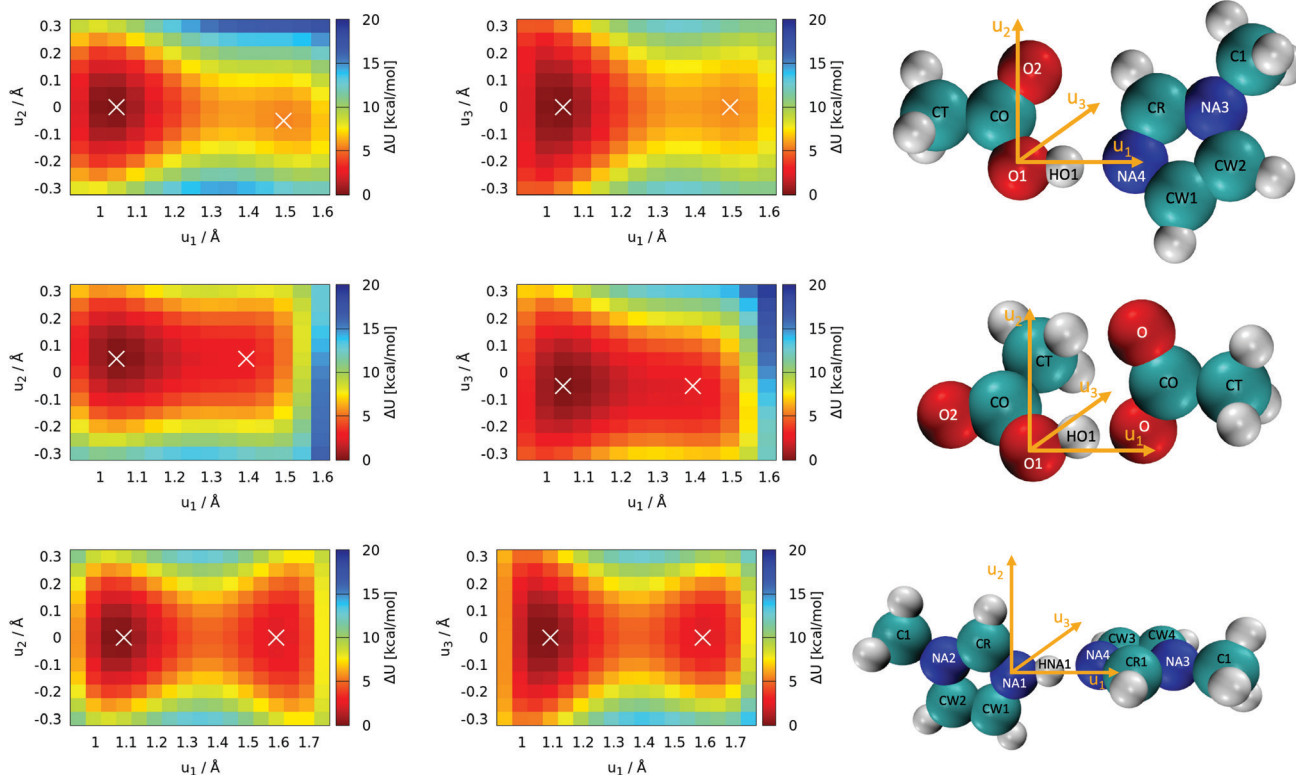 0.3
0.2
0.1
0
-0.1
-0.2
-0.3
u2 / Å
1 1.1 1.2 1.3 1.4 1.5 1.6
u1 / Å
20
15
10
5
0
ΔU [kcal/mol]
0.3
0.2
0.1
0
-0.1
-0.2
-0.3
u3 / Å
1 1.1 1.2 1.3 1.4 1.5 1.6
u1 / Å
20
15
10
5
0
ΔU [kcal/mol]
u2
O2
C1
u3
CR
NA3
CT
CO
u1
CW2
O1
HO1
NA4
CW1
0.3
0.2
0.1
0
-0.1
-0.2
-0.3
u2 / Å
1 1.1 1.2 1.3 1.4 1.5 1.6
u1 / Å
20
15
10
5
0
ΔU [kcal/mol]
0.3
0.2
0.1
0
-0.1
-0.2
-0.3
u3 / Å
1 1.1 1.2 1.3 1.4 1.5 1.6
u1 / Å
20
15
10
5
0
ΔU [kcal/mol]
u2
O
CT
CO
CT
u3
CO
O2
HO1
u1
O
O1
0.3
0.2
0.1
0
-0.1
-0.2
-0.3
u2 / Å
1 1.1 1.2 1.3 1.4 1.5 1.6 1.7
u1 / Å
20
15
10
5
0
ΔU [kcal/mol]
0.3
0.2
0.1
0
-0.1
-0.2
-0.3
u3 / Å
1 1.1 1.2 1.3 1.4 1.5 1.6 1.7
u1 / Å
20
15
10
5
0
ΔU [kcal/mol]
u2
u3
C1
CR
CW3
CW4
NA2
HNA1
NA4
CR1
NA3
C1
NA1
u1
CW2
CW1